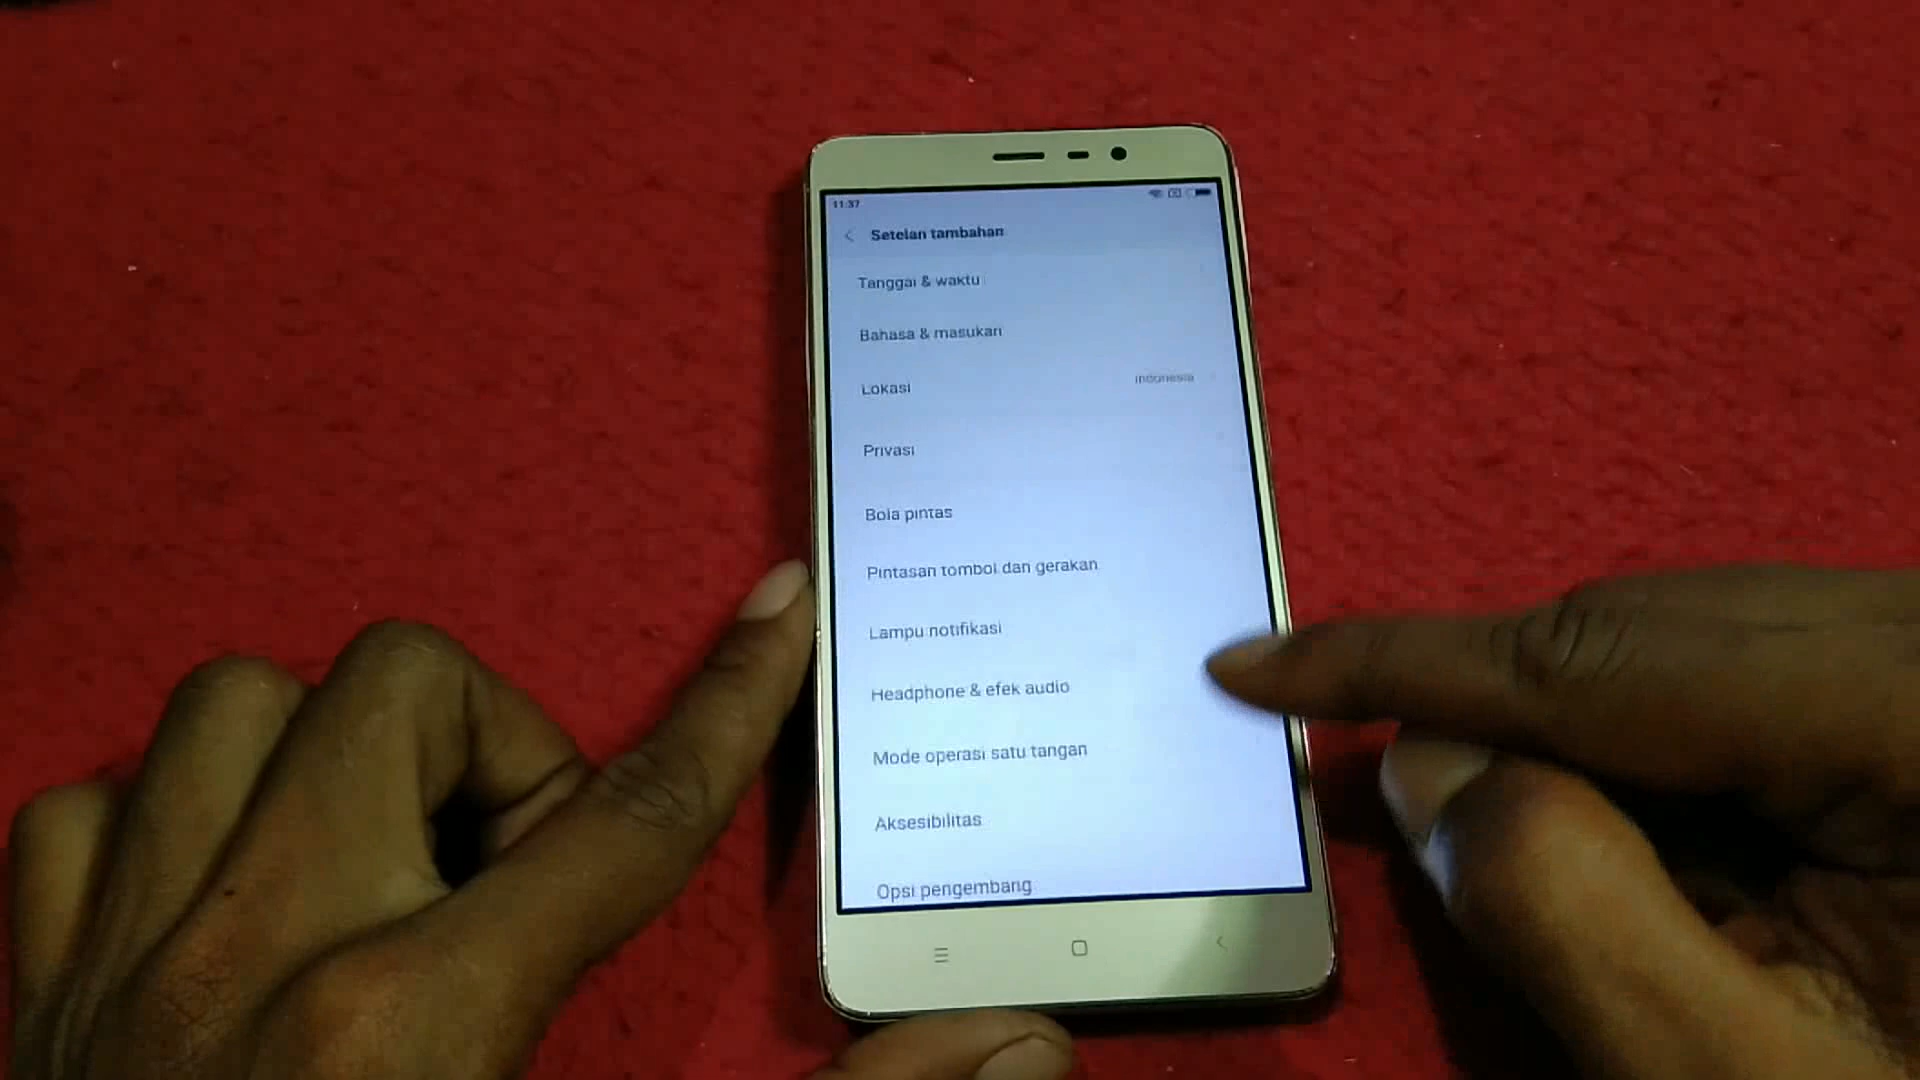 11:37
Setelan tambahan
Tanggal & waktu
Bahasa & masukan
Lokasi
Indonesia
Privasi
Bola pintas
Pintasan tombol dan gerakan
Lampu notifikasi
Headphone & efek audio
Mode operasi satu tangan
Aksesibilitas
Opsi pengembang